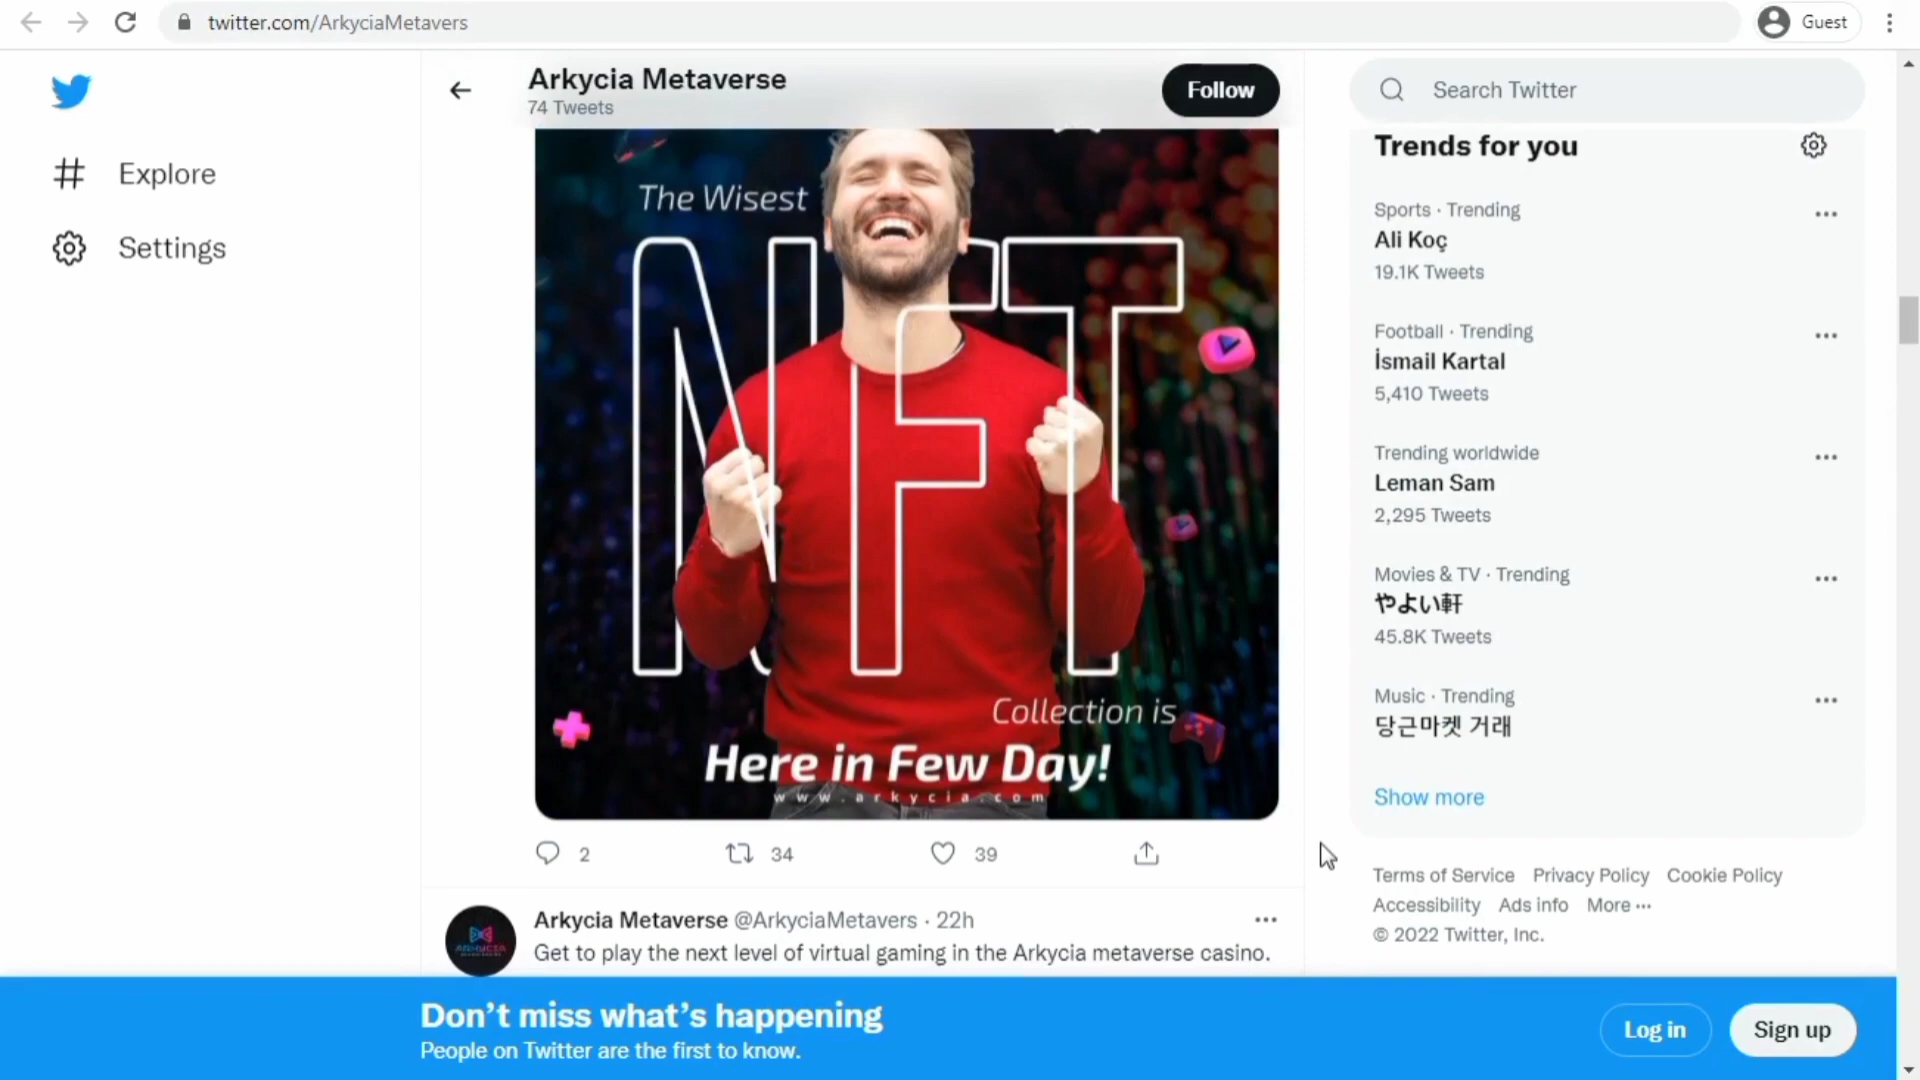 twitter.com/ArkyciaMetavers
Guest
Arkycia Metaverse
74 Tweets
Follow
Search Twitter
Explore
Settings
The Wisest
NFT
Collection is
Here in Few Day!
www.arkycia.com
2
34
39
Arkycia Metaverse @ArkyciaMetavers · 22h
Get to play the next level of virtual gaming in the Arkycia metaverse casino.
ARKYCIA
Trends for you
Sports · Trending
Ali Koç
19.1K Tweets
Football · Trending
İsmail Kartal
5,410 Tweets
Trending worldwide
Leman Sam
2,295 Tweets
Movies & TV · Trending
やよい軒
45.8K Tweets
Music · Trending
당근마켓 거래
Show more
Terms of Service Privacy Policy Cookie Policy
Accessibility Ads info More ···
© 2022 Twitter, Inc.
Don't miss what's happening
People on Twitter are the first to know.
Log in
Sign up